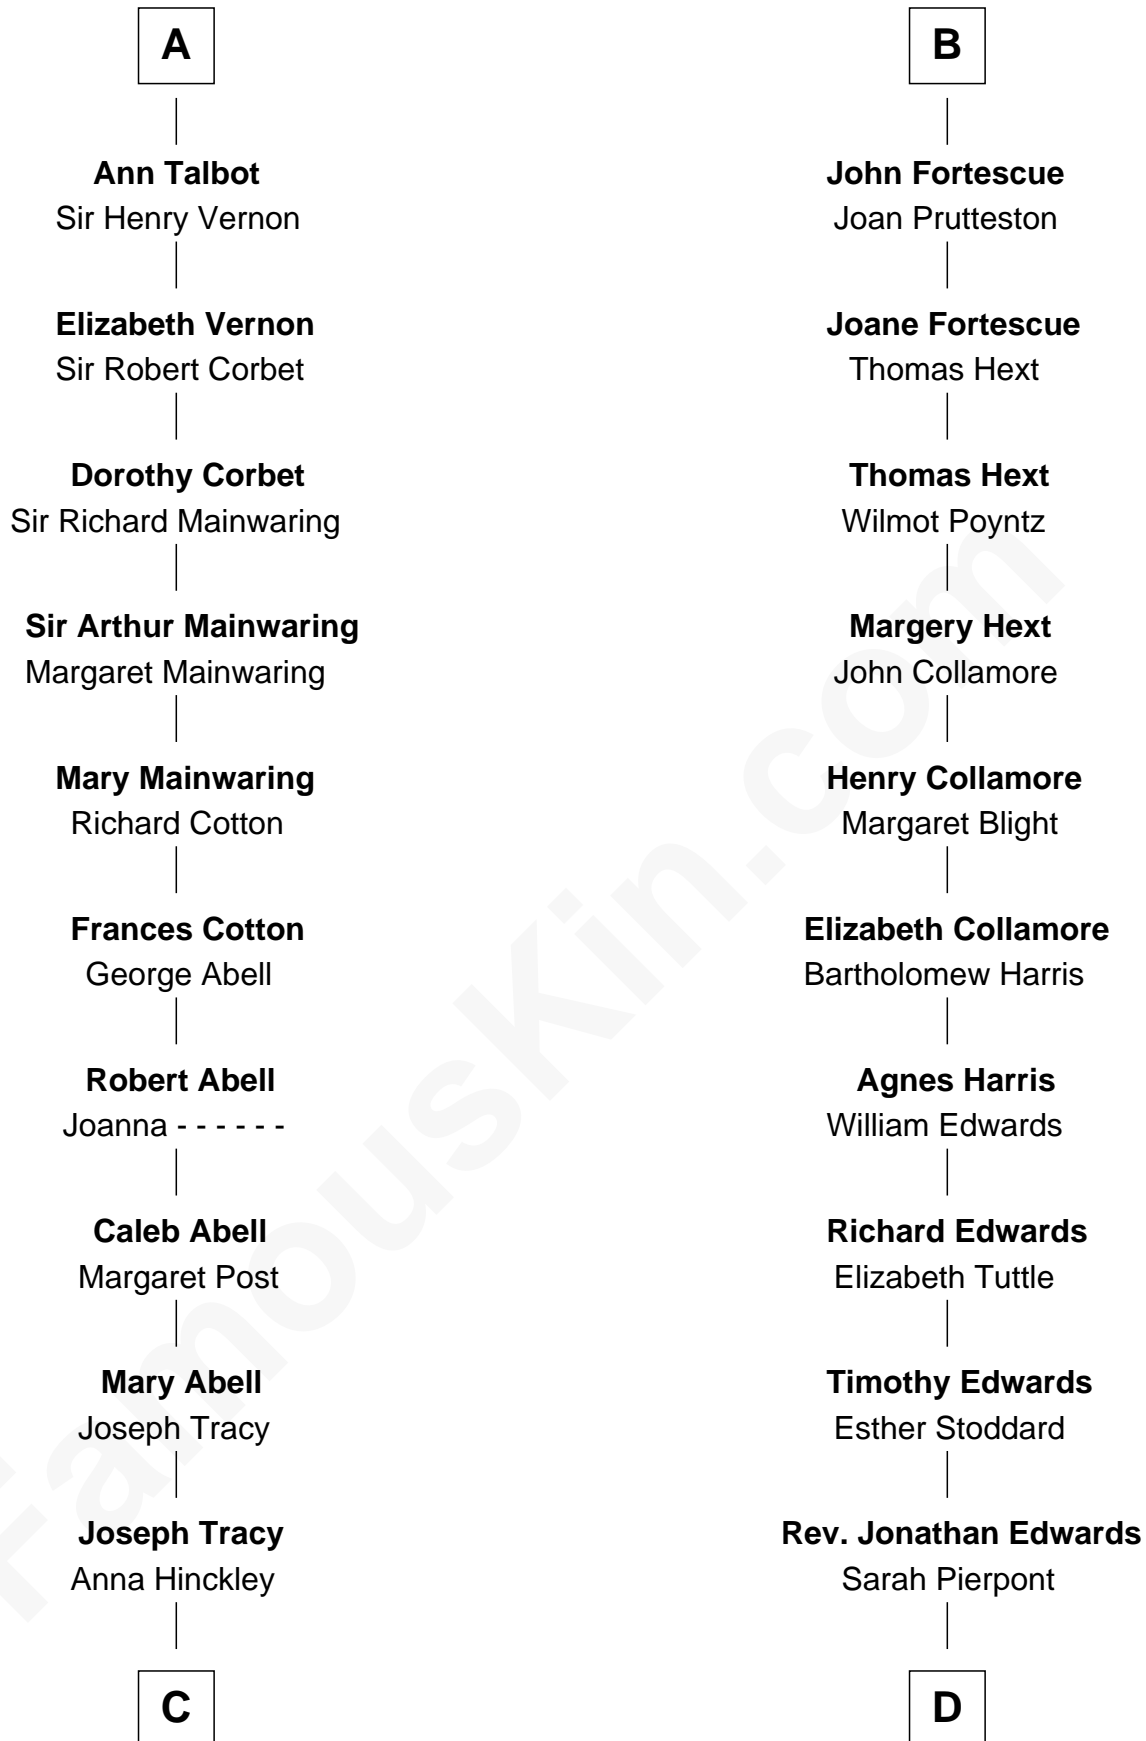 A
Ann Talbot
Sir Henry Vernon
Elizabeth Vernon
Sir Robert Corbet
Dorothy Corbet
Sir Richard Mainwaring
Sir Arthur Mainwaring
Margaret Mainwaring
Mary Mainwaring
Richard Cotton
Frances Cotton
George Abell
Robert Abell
Joanna - - - - - -
Caleb Abell
Margaret Post
Mary Abell
Joseph Tracy
Joseph Tracy
Anna Hinckley
C
B
John Fortescue
Joan Prutteston
Joane Fortescue
Thomas Hext
Thomas Hext
Wilmot Poyntz
Margery Hext
John Collamore
Henry Collamore
Margaret Blight
Elizabeth Collamore
Bartholomew Harris
Agnes Harris
William Edwards
Richard Edwards
Elizabeth Tuttle
Timothy Edwards
Esther Stoddard
Rev. Jonathan Edwards
Sarah Pierpont
D
FamousKin.com